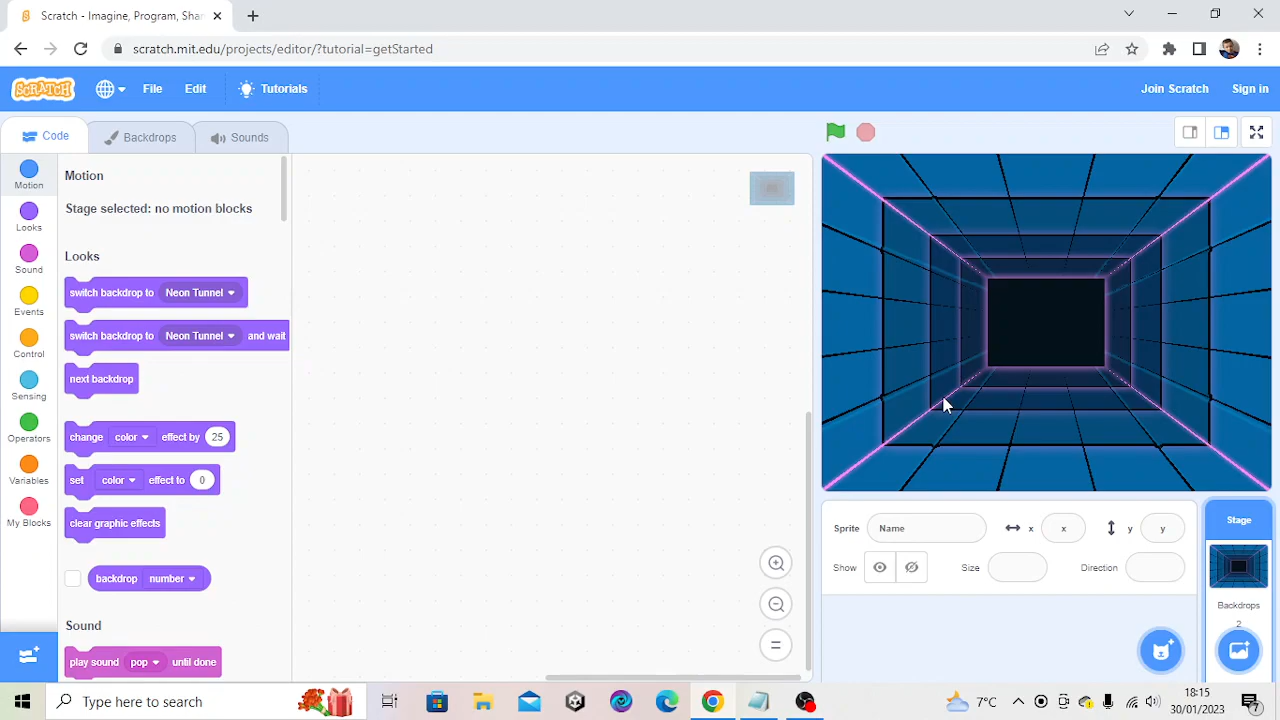 Scratch - Imagine, Program, Shar
scratch.mit.edu/projects/editor/?tutorial=getStarted
SCRATCH
File
Edit
Tutorials
Join Scratch
Sign in
Code
Backdrops
Sounds
Motion
Looks
Sound
Events
Control
Sensing
Operators
Variables
My Blocks
Motion
Stage selected: no motion blocks
Looks
switch backdrop to Neon Tunnel
switch backdrop to Neon Tunnel and wait
next backdrop
change color effect by 25
set color effect to 0
clear graphic effects
backdrop number
Sound
play sound pop until done
Sprite Name x x y y
Show Size Direction
Stage
Backdrops
2
Type here to search
7°C
18:15
30/01/2023
7